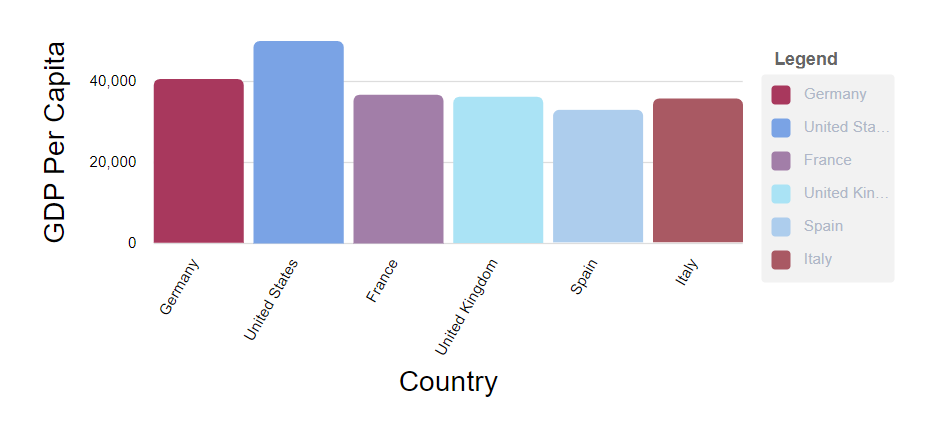 GDP Per Capita
40,000
20,000
0
Germany
United States
France
United Kingdom
Spain
Italy
Country
Legend
Germany
United Sta...
France
United Kin...
Spain
Italy